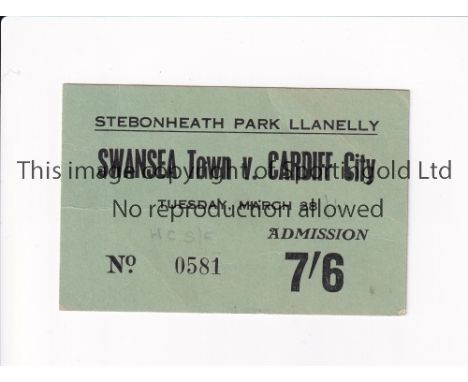 STEBONHEATH PARK LLANELLY
SWANSEA Town v. CARDIFF City
This image copyright of Sportingold Ltd
TUESDAY, MARCH 28
No reproduction allowed
H C S/F
ADMISSION
Nº 0581
7/6